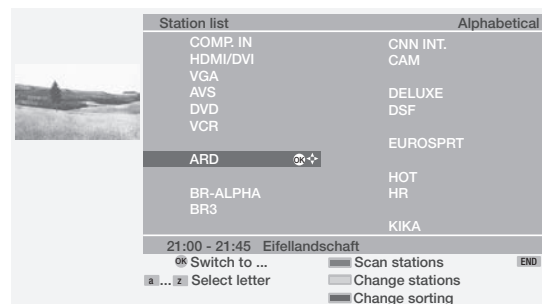 Station list Alphabetical
COMP. IN
HDMI/DVI
VGA
AVS
DVD
VCR
ARD OK
BR-ALPHA
BR3
CNN INT.
CAM
DELUXE
DSF
EUROSPRT
HOT
HR
KIKA
21:00 - 21:45 Eifellandschaft
OK Switch to ... Scan stations END
a ... z Select letter Change stations
Change sorting